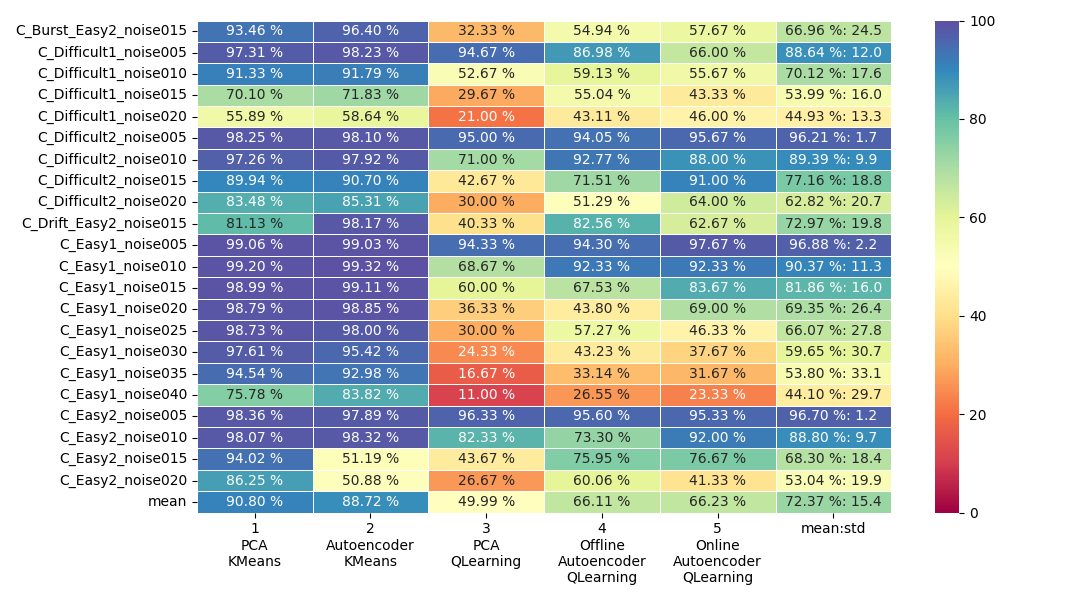 C_Burst_Easy2_noise015 93.46 % 96.40 % 32.33 % 54.94 % 57.67 % 66.96 %: 24.5
C_Difficult1_noise005 97.31 % 98.23 % 94.67 % 86.98 % 66.00 % 88.64 %: 12.0
C_Difficult1_noise010 91.33 % 91.79 % 52.67 % 59.13 % 55.67 % 70.12 %: 17.6
C_Difficult1_noise015 70.10 % 71.83 % 29.67 % 55.04 % 43.33 % 53.99 %: 16.0
C_Difficult1_noise020 55.89 % 58.64 % 21.00 % 43.11 % 46.00 % 44.93 %: 13.3
C_Difficult2_noise005 98.25 % 98.10 % 95.00 % 94.05 % 95.67 % 96.21 %: 1.7
C_Difficult2_noise010 97.26 % 97.92 % 71.00 % 92.77 % 88.00 % 89.39 %: 9.9
C_Difficult2_noise015 89.94 % 90.70 % 42.67 % 71.51 % 91.00 % 77.16 %: 18.8
C_Difficult2_noise020 83.48 % 85.31 % 30.00 % 51.29 % 64.00 % 62.82 %: 20.7
C_Drift_Easy2_noise015 81.13 % 98.17 % 40.33 % 82.56 % 62.67 % 72.97 %: 19.8
C_Easy1_noise005 99.06 % 99.03 % 94.33 % 94.30 % 97.67 % 96.88 %: 2.2
C_Easy1_noise010 99.20 % 99.32 % 68.67 % 92.33 % 92.33 % 90.37 %: 11.3
C_Easy1_noise015 98.99 % 99.11 % 60.00 % 67.53 % 83.67 % 81.86 %: 16.0
C_Easy1_noise020 98.79 % 98.85 % 36.33 % 43.80 % 69.00 % 69.35 %: 26.4
C_Easy1_noise025 98.73 % 98.00 % 30.00 % 57.27 % 46.33 % 66.07 %: 27.8
C_Easy1_noise030 97.61 % 95.42 % 24.33 % 43.23 % 37.67 % 59.65 %: 30.7
C_Easy1_noise035 94.54 % 92.98 % 16.67 % 33.14 % 31.67 % 53.80 %: 33.1
C_Easy1_noise040 75.78 % 83.82 % 11.00 % 26.55 % 23.33 % 44.10 %: 29.7
C_Easy2_noise005 98.36 % 97.89 % 96.33 % 95.60 % 95.33 % 96.70 %: 1.2
C_Easy2_noise010 98.07 % 98.32 % 82.33 % 73.30 % 92.00 % 88.80 %: 9.7
C_Easy2_noise015 94.02 % 51.19 % 43.67 % 75.95 % 76.67 % 68.30 %: 18.4
C_Easy2_noise020 86.25 % 50.88 % 26.67 % 60.06 % 41.33 % 53.04 %: 19.9
mean 90.80 % 88.72 % 49.99 % 66.11 % 66.23 % 72.37 %: 15.4
1 2 3 4 5 mean:std
PCA Autoencoder PCA Offline Online
KMeans KMeans QLearning Autoencoder Autoencoder
QLearning QLearning
100
80
60
40
20
0